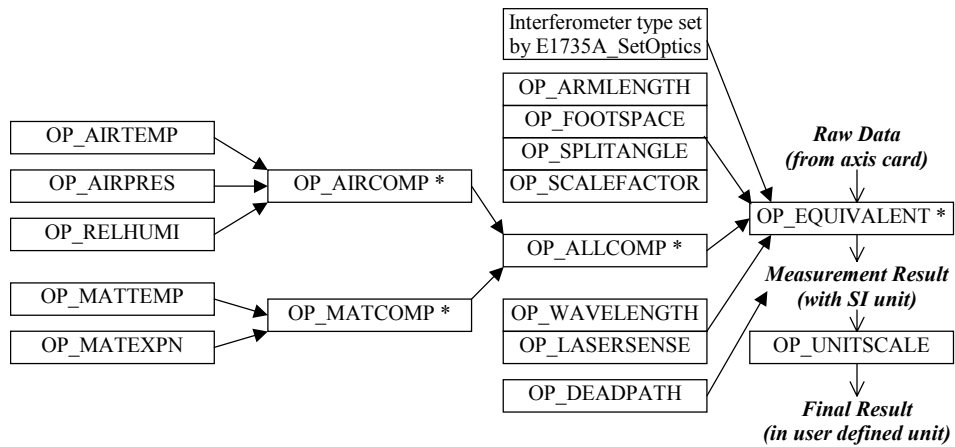 Interferometer type set
by E1735A_SetOptics
OP_ARMLENGTH
OP_FOOTSPACE
OP_SPLITANGLE
OP_SCALEFACTOR
OP_AIRTEMP
OP_AIRPRES
OP_RELHUMI
OP_AIRCOMP *
OP_MATTEMP
OP_MATEXPN
OP_MATCOMP *
OP_ALLCOMP *
OP_WAVELENGTH
OP_LASERSENSE
OP_DEADPATH
Raw Data
(from axis card)
OP_EQUIVALENT *
Measurement Result
(with SI unit)
OP_UNITSCALE
Final Result
(in user defined unit)